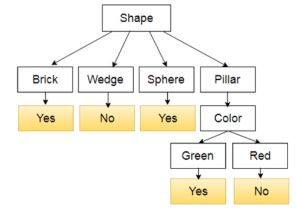 Shape
Brick Wedge Sphere Pillar
Yes No Yes Color
Green Red
Yes No